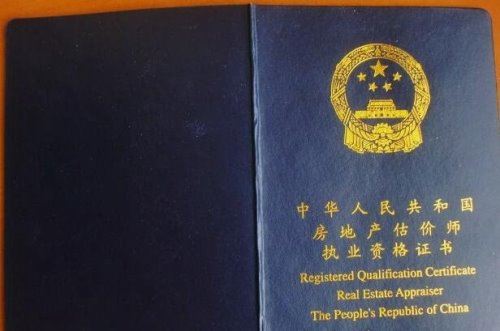 中华人民共和国
房地产估价师
执业资格证书
Registered Qualification Certificate
Real Estate Appraiser
The People's Republic of China